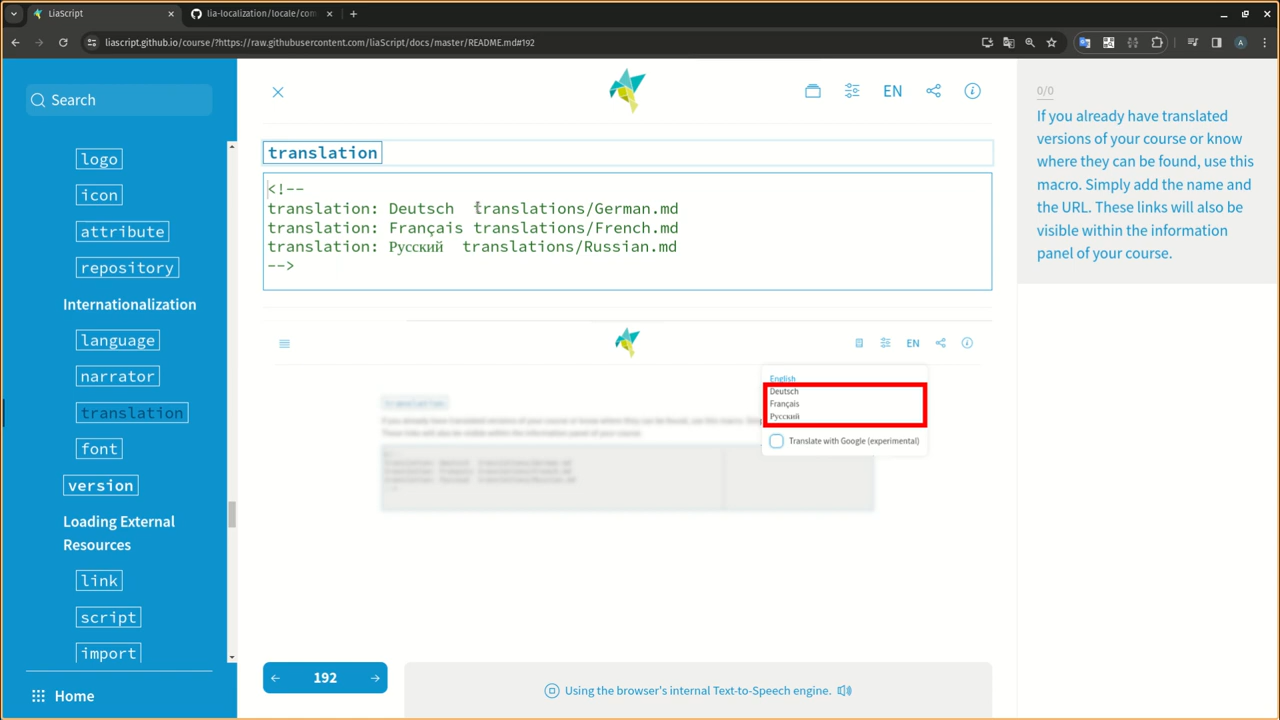 LiaScript
lia-localization/locale/com
liascript.github.io/course/?https://raw.githubusercontent.com/liaScript/docs/master/README.md#192
A
Search
logo
icon
attribute
repository
Internationalization
language
narrator
translation
font
version
Loading External
Resources
link
script
import
Home
EN
translation
<!--
translation: Deutsch  translations/German.md
translation: Français translations/French.md
translation: Русский  translations/Russian.md
-->
EN
English
Deutsch
Français
Русский
Translate with Google (experimental)
192
Using the browser's internal Text-to-Speech engine.
0/0
If you already have translated
versions of your course or know
where they can be found, use this
macro. Simply add the name and
the URL. These links will also be
visible within the information
panel of your course.